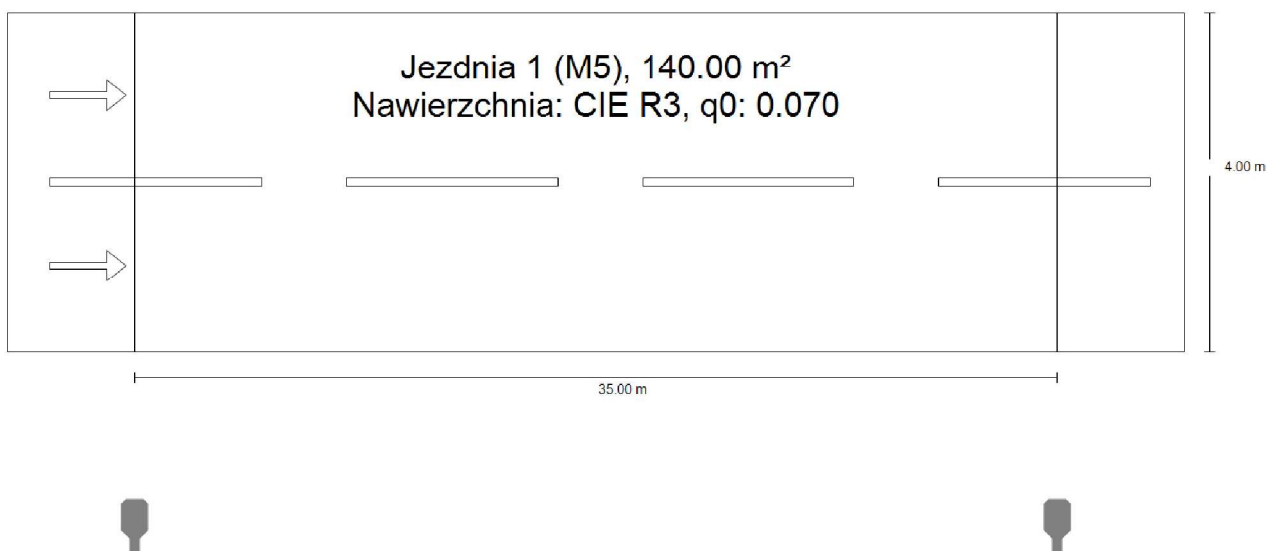 Jezdnia 1 (M5), 140.00 m²
Nawierzchnia: CIE R3, q0: 0.070
4.00 m
35.00 m